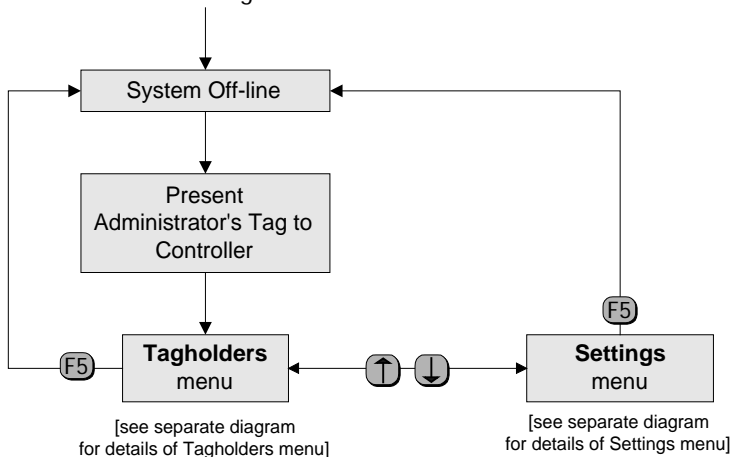 System Off-line
Present
Administrator's Tag to
Controller
F5
Tagholders
menu
↑ ↓
F5
Settings
menu
[see separate diagram
for details of Tagholders menu]
[see separate diagram
for details of Settings menu]